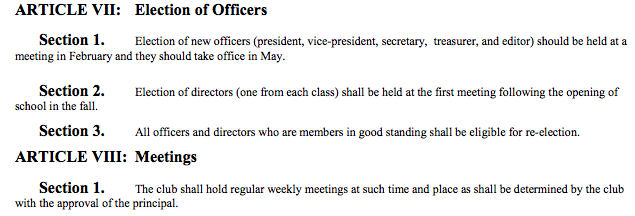 ARTICLE VII: Election of Officers
Section 1. Election of new officers (president, vice-president, secretary, treasurer, and editor) should be held at a
meeting in February and they should take office in May.
Section 2. Election of directors (one from each class) shall be held at the first meeting following the opening of
school in the fall.
Section 3. All officers and directors who are members in good standing shall be eligible for re-election.
ARTICLE VIII: Meetings
Section 1. The club shall hold regular weekly meetings at such time and place as shall be determined by the club
with the approval of the principal.